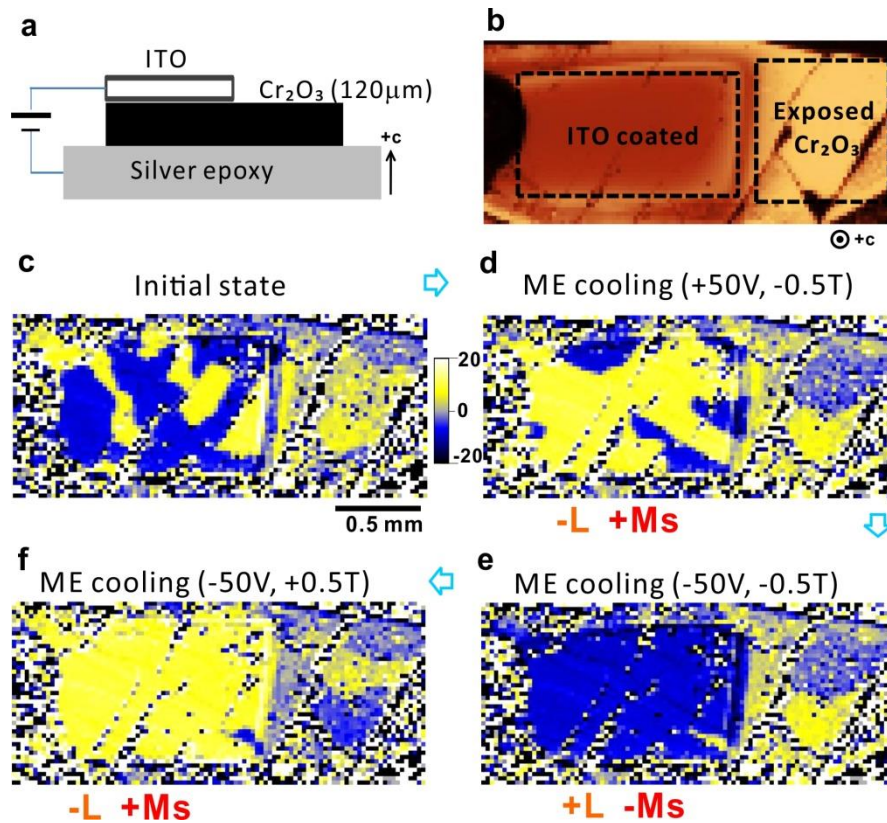 a
ITO
Cr₂O₃ (120μm)
+c
Silver epoxy
b
ITO coated
Exposed
Cr₂O₃
+c
c
Initial state
20
0
-20
0.5 mm
d
ME cooling (+50V, -0.5T)
-L +Ms
f
ME cooling (-50V, +0.5T)
-L +Ms
e
ME cooling (-50V, -0.5T)
+L -Ms